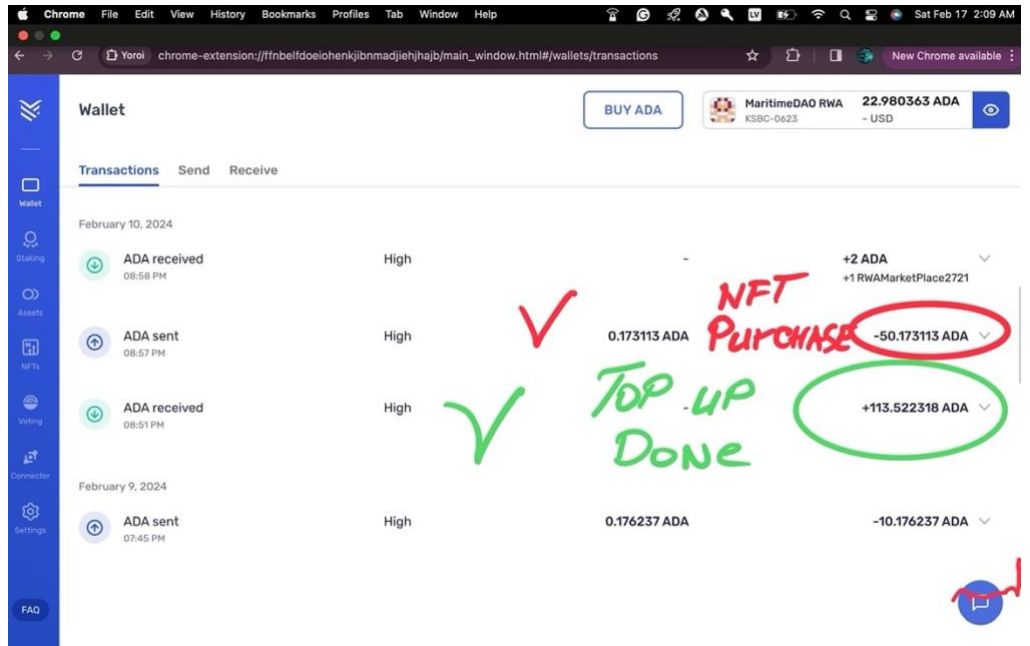 Chrome File Edit View History Bookmarks Profiles Tab Window Help LV Sat Feb 17 2:09 AM
Yoroi chrome-extension://ffnbelfdoeiohenkjibnmadjiehjhajb/main_window.html#/wallets/transactions New Chrome available
Wallet BUY ADA MaritimeDAO RWA 22.980363 ADA
KSBC-0623 - USD
Transactions Send Receive
Wallet
Staking
Assets
NFTs
Voting
Connector
Settings
FAQ
February 10, 2024
ADA received High - +2 ADA
08:58 PM +1 RWAMarketPlace2721
NFT
PURCHASE
ADA sent High 0.173113 ADA -50.173113 ADA
08:57 PM
TOP UP
DONE
ADA received High - +113.522318 ADA
08:51 PM
February 9, 2024
ADA sent High 0.176237 ADA -10.176237 ADA
07:45 PM